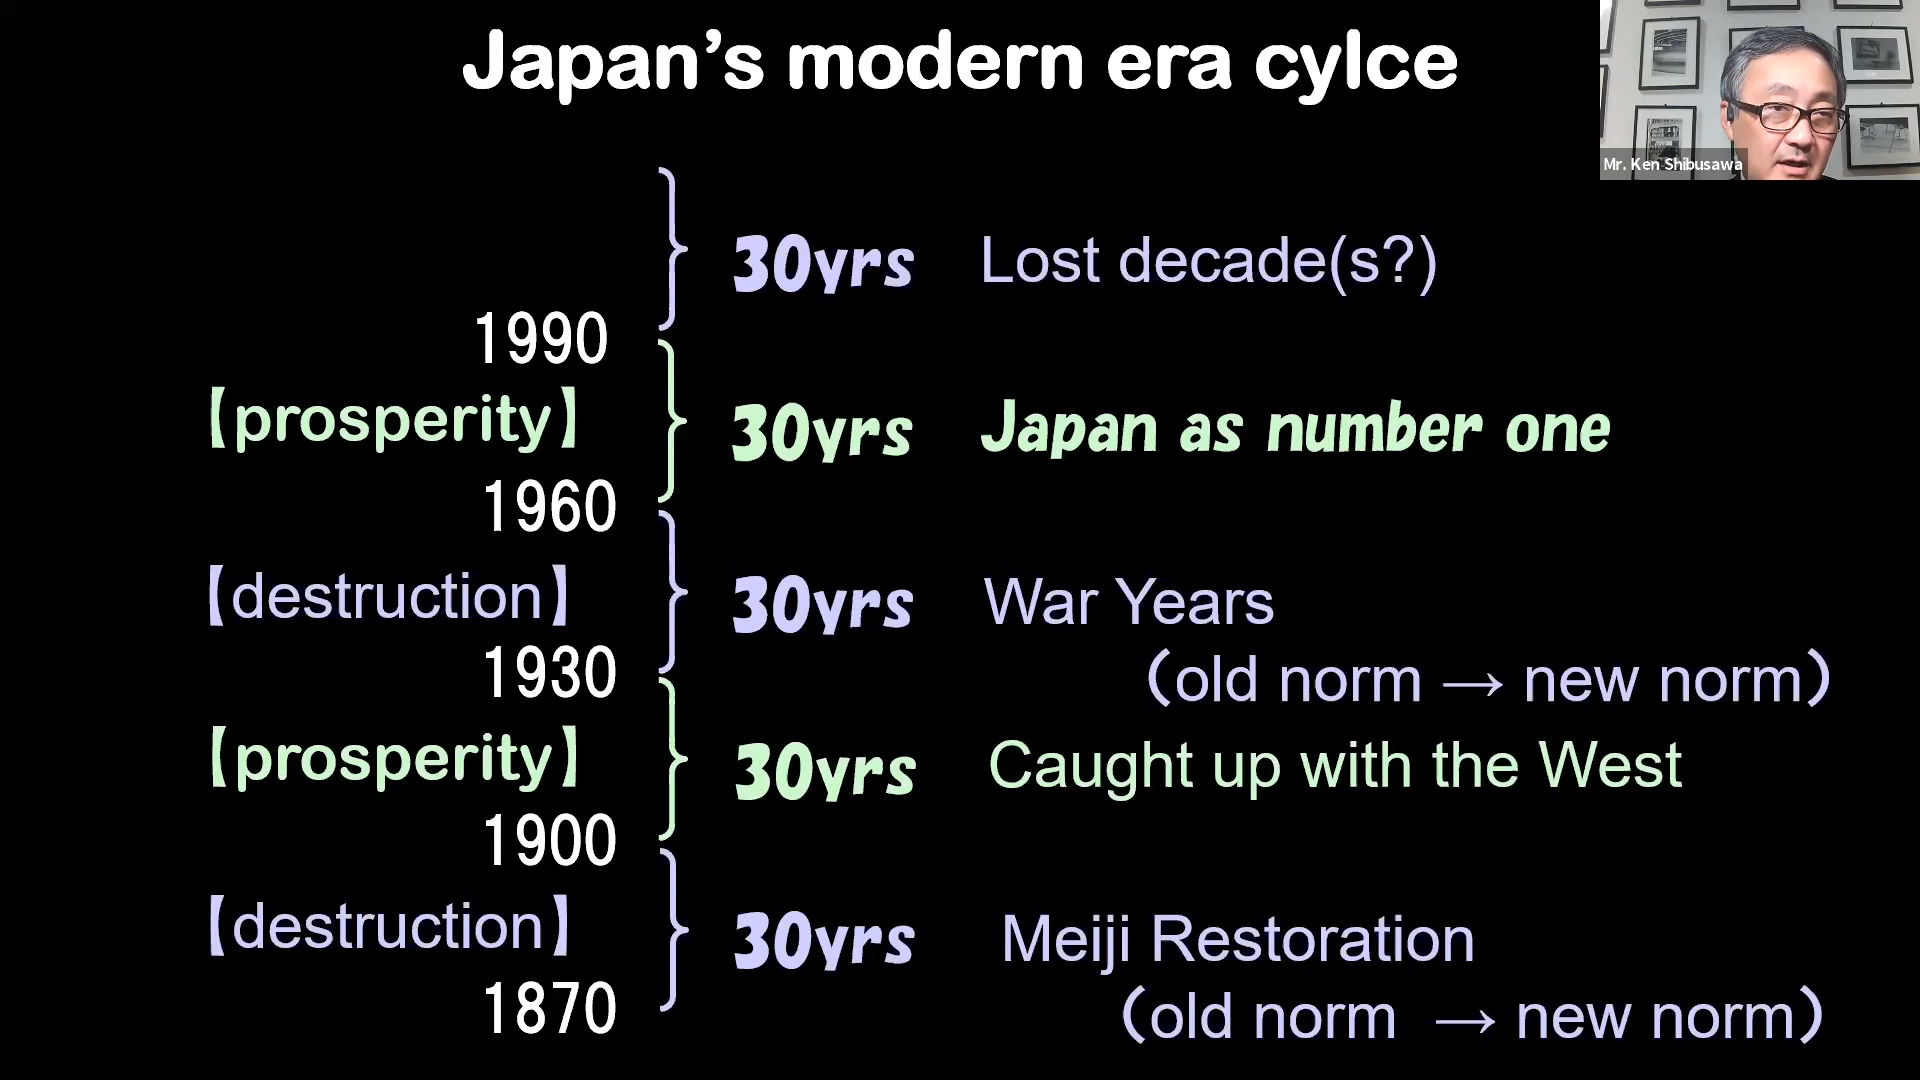 Japan’s modern era cylce
Mr. Ken Shibusawa
30yrs Lost decade(s?)
1990
【prosperity】 30yrs Japan as number one
1960
【destruction】 30yrs War Years
(old norm → new norm)
1930
【prosperity】 30yrs Caught up with the West
1900
【destruction】 30yrs Meiji Restoration
(old norm → new norm)
1870